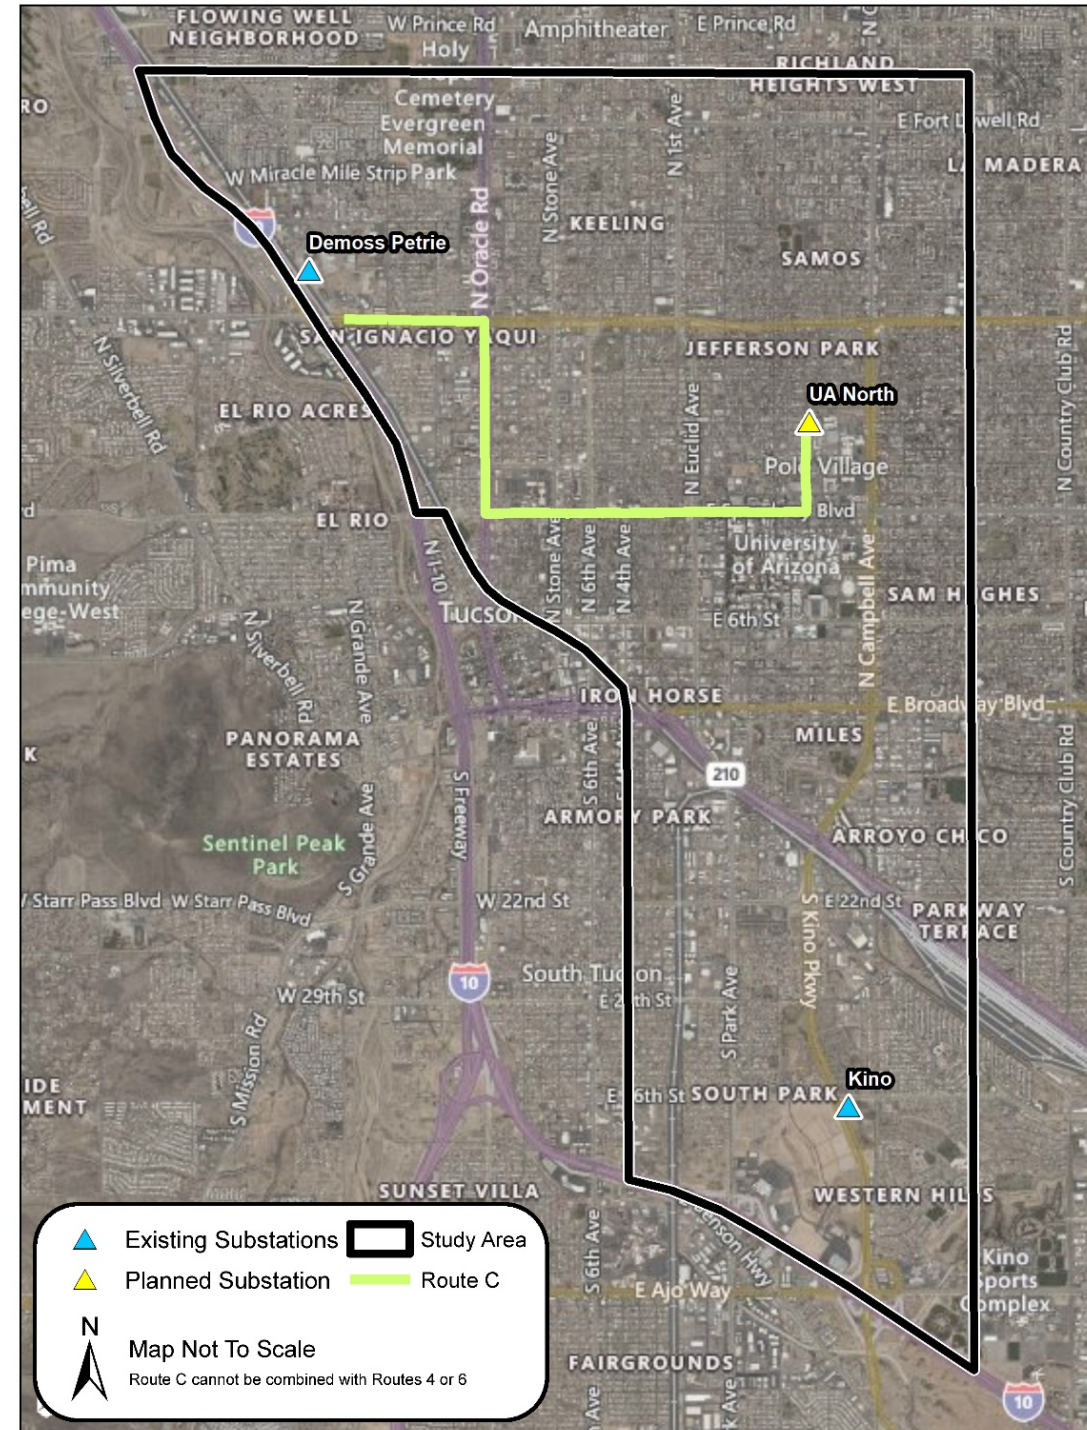 FLOWING WELL
NEIGHBORHOOD
W Prince Rd
Holy
Hope
Cemetery
Evergreen
Memorial
Park
Amphitheater
E Prince Rd
RICHLAND
HEIGHTS WEST
E Fort Lowell Rd
LA MADERA
RO
W Miracle Mile Strip
N Oracle Rd
N Stone Ave
N 1st Ave
KEELING
SAMOS
Demoss Petrie
SAN IGNACIO YAQUI
JEFFERSON PARK
N Silverbell Rd
EL RIO ACRES
UA North
N Euclid Ave
N Country Club Rd
Polo Village
EL RIO
N I-10
N Stone Ave
N 6th Ave
N 4th Ave
Blvd
University
of Arizona
Pima
mmunity
ege-West
Tucson
E 6th St
N Campbell Ave
SAM HUGHES
N Silverbell Rd
N Grande Ave
IRON HORSE
E Broadway Blvd
PANORAMA
ESTATES
K
MILES
S 6th Ave
210
S Freeway
S Country Club Rd
ARMORY PARK
ARROYO CHICO
Sentinel Peak
Park
S Grande Ave
Starr Pass Blvd
W Starr Pass Blvd
W 22nd St
E 22nd St
PARKWAY
TERRACE
S Kino Pkwy
10
South Tucson
W 29th St
S Park Ave
S Mission Rd
Kino
IDE
MENT
SOUTH PARK
SUNSET VILLA
WESTERN HILLS
S 6th Ave
Benson Hwy
Kino
Sports
Complex
E Ajo Way
FAIRGROUNDS
10
Existing Substations
Study Area
Planned Substation
Route C
N
Map Not To Scale
Route C cannot be combined with Routes 4 or 6